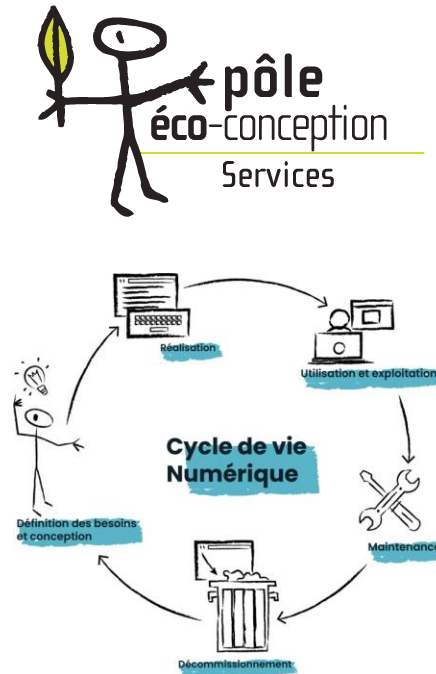 pôle
éco-conception
Services
Réalisation
Utilisation et exploitation
Cycle de vie
Numérique
Définition des besoins
et conception
Maintenance
Décommissionnement